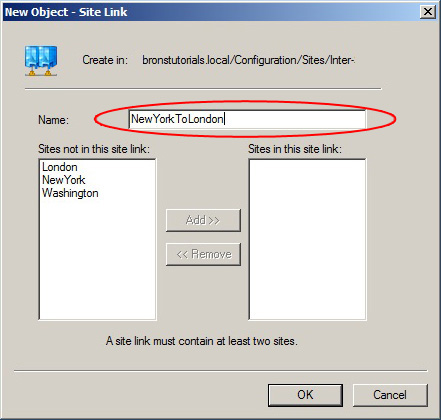 New Object - Site Link
Create in: bronstutorials.local/Configuration/Sites/Inter-
Name: NewYorkToLondon
Sites not in this site link: Sites in this site link:
London
NewYork
Washington
Add >>
<< Remove
A site link must contain at least two sites.
OK Cancel